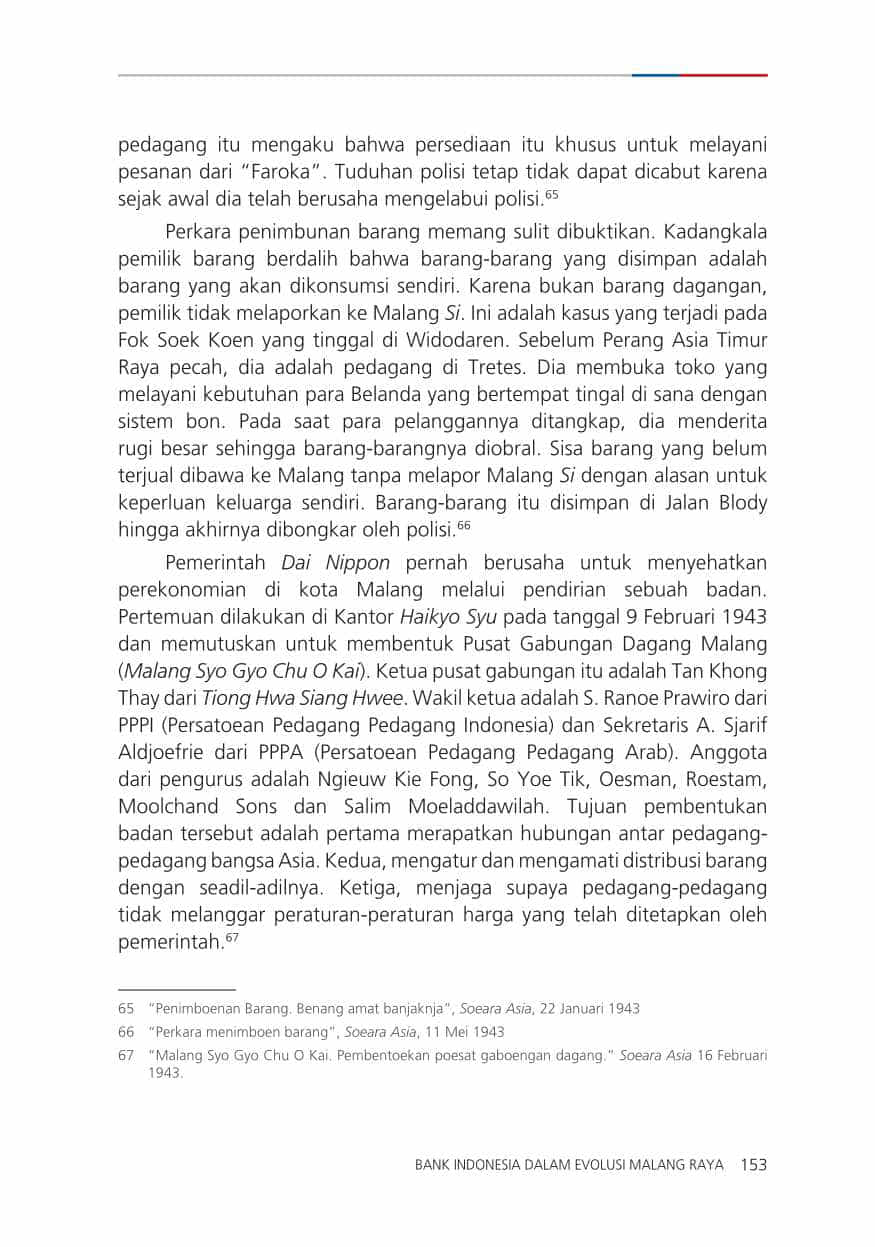 pedagang itu mengaku bahwa persediaan itu khusus untuk melayani
pesanan dari “Faroka”. Tuduhan polisi tetap tidak dapat dicabut karena
sejak awal dia telah berusaha mengelabui polisi.65
Perkara penimbunan barang memang sulit dibuktikan. Kadangkala
pemilik barang berdalih bahwa barang-barang yang disimpan adalah
barang yang akan dikonsumsi sendiri. Karena bukan barang dagangan,
pemilik tidak melaporkan ke Malang Si. Ini adalah kasus yang terjadi pada
Fok Soek Koen yang tinggal di Widodaren. Sebelum Perang Asia Timur
Raya pecah, dia adalah pedagang di Tretes. Dia membuka toko yang
melayani kebutuhan para Belanda yang bertempat tingal di sana dengan
sistem bon. Pada saat para pelanggannya ditangkap, dia menderita
rugi besar sehingga barang-barangnya diobral. Sisa barang yang belum
terjual dibawa ke Malang tanpa melapor Malang Si dengan alasan untuk
keperluan keluarga sendiri. Barang-barang itu disimpan di Jalan Blody
hingga akhirnya dibongkar oleh polisi.66
Pemerintah Dai Nippon pernah berusaha untuk menyehatkan
perekonomian di kota Malang melalui pendirian sebuah badan.
Pertemuan dilakukan di Kantor Haikyo Syu pada tanggal 9 Februari 1943
dan memutuskan untuk membentuk Pusat Gabungan Dagang Malang
(Malang Syo Gyo Chu O Kai). Ketua pusat gabungan itu adalah Tan Khong
Thay dari Tiong Hwa Siang Hwee. Wakil ketua adalah S. Ranoe Prawiro dari
PPPI (Persatoean Pedagang Pedagang Indonesia) dan Sekretaris A. Sjarif
Aldjoefrie dari PPPA (Persatoean Pedagang Pedagang Arab). Anggota
dari pengurus adalah Ngieuw Kie Fong, So Yoe Tik, Oesman, Roestam,
Moolchand Sons dan Salim Moeladdawilah. Tujuan pembentukan
badan tersebut adalah pertama merapatkan hubungan antar pedagang-
pedagang bangsa Asia. Kedua, mengatur dan mengamati distribusi barang
dengan seadil-adilnya. Ketiga, menjaga supaya pedagang-pedagang
tidak melanggar peraturan-peraturan harga yang telah ditetapkan oleh
pemerintah.67
65 “Penimboenan Barang. Benang amat banjaknja”, Soeara Asia, 22 Januari 1943
66 “Perkara menimboen barang”, Soeara Asia, 11 Mei 1943
67 “Malang Syo Gyo Chu O Kai. Pembentoekan poesat gaboengan dagang.” Soeara Asia 16 Februari
1943.
BANK INDONESIA DALAM EVOLUSI MALANG RAYA 153